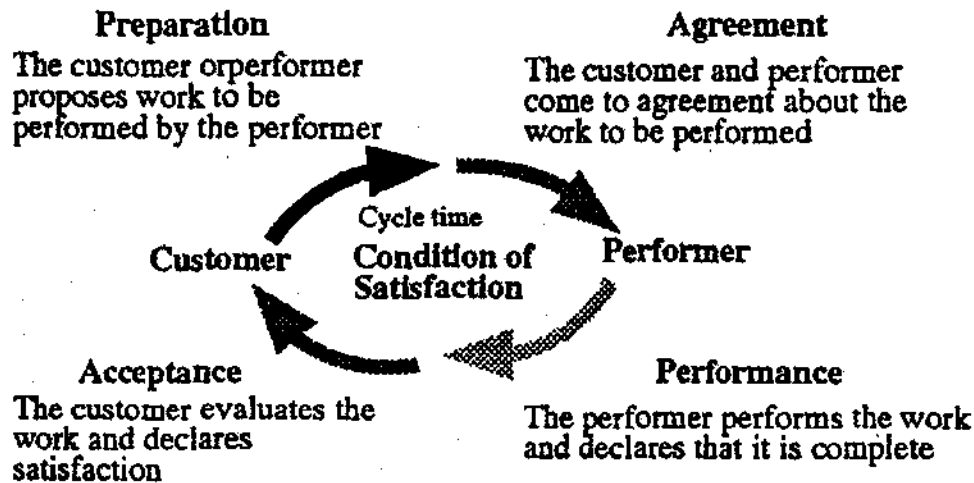 Preparation
The customer orperformer
proposes work to be
performed by the performer
Agreement
The customer and performer
come to agreement about the
work to be performed
Cycle time
Customer
Condition of
Satisfaction
Performer
Acceptance
The customer evaluates the
work and declares
satisfaction
Performance
The performer performs the work
and declares that it is complete